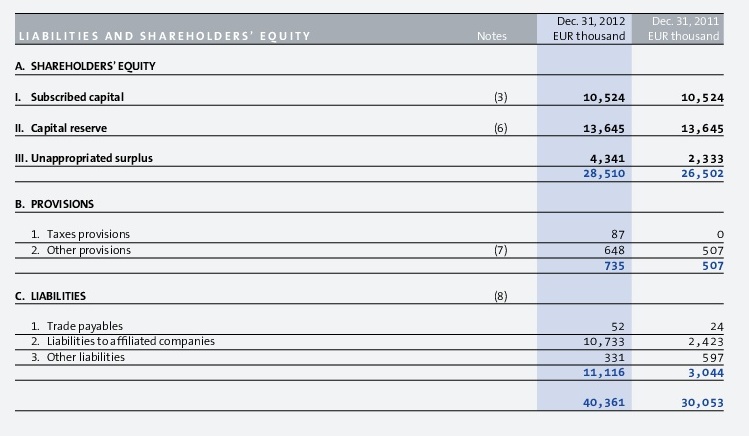 Dec. 31, 2012 Dec. 31, 2011
LIABILITIES AND SHAREHOLDERS' EQUITY Notes EUR thousand EUR thousand
A. SHAREHOLDERS' EQUITY
I. Subscribed capital (3) 10,524 10,524
II. Capital reserve (6) 13,645 13,645
III. Unappropriated surplus 4,341 2,333
28,510 26,502
B. PROVISIONS
1. Taxes provisions 87 0
2. Other provisions (7) 648 507
735 507
C. LIABILITIES (8)
1. Trade payables 52 24
2. Liabilities to affiliated companies 10,733 2,423
3. Other liabilities 331 597
11,116 3,044
40,361 30,053